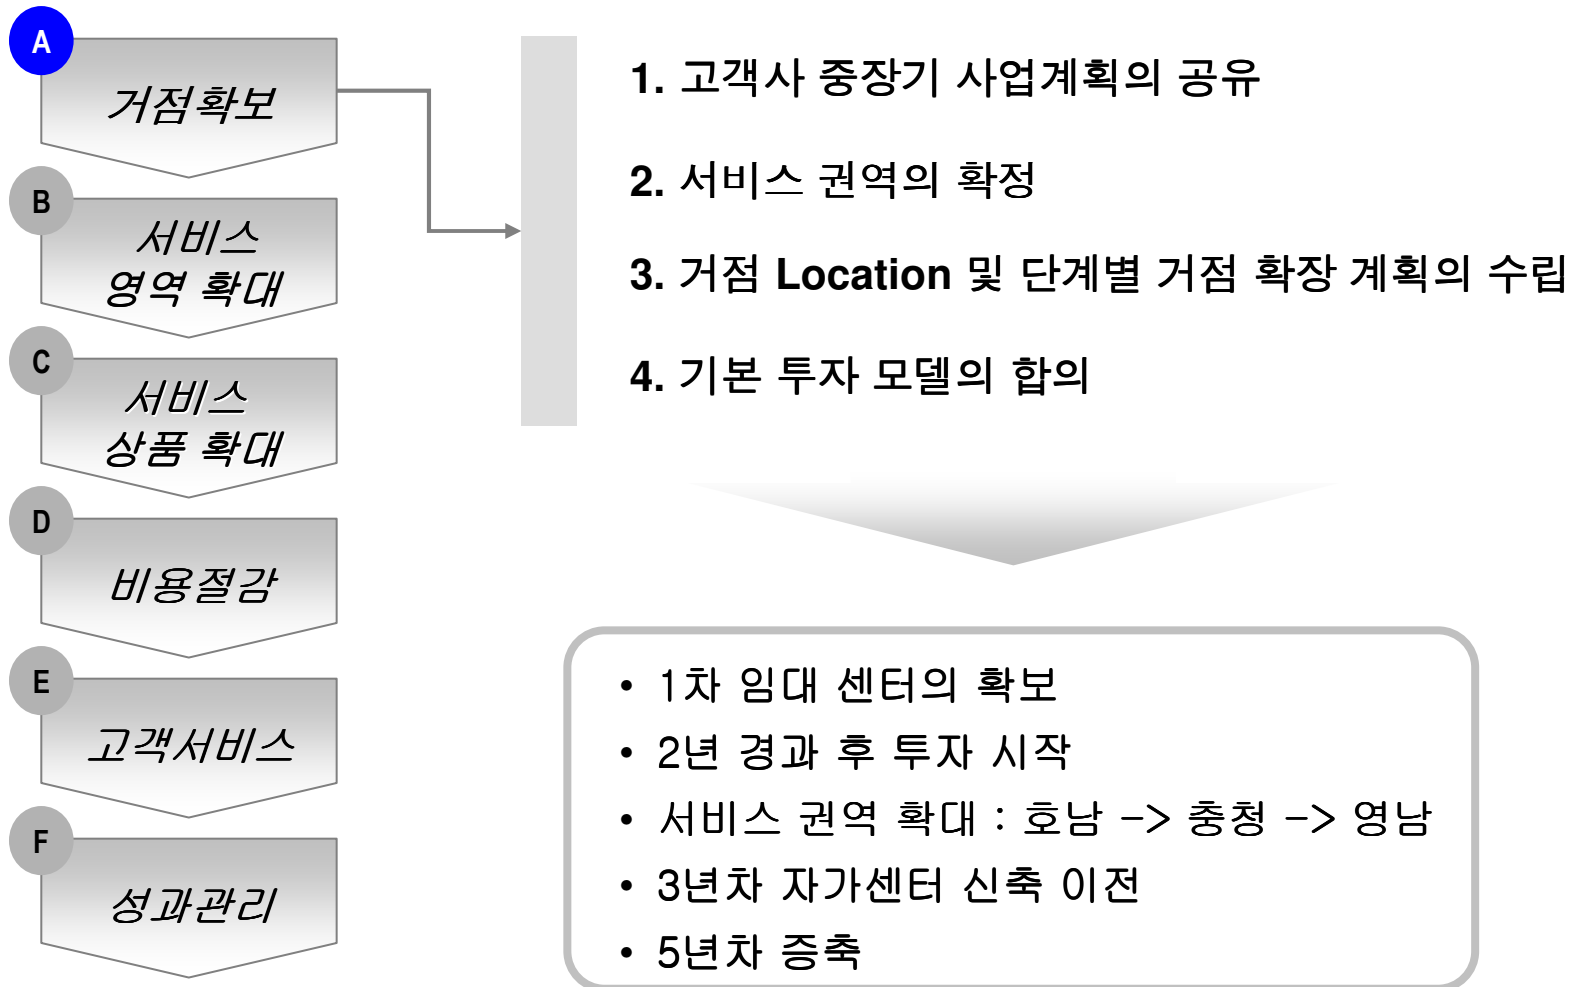 A
거점확보
B
서비스
영역 확대
C
서비스
상품 확대
D
비용절감
E
고객서비스
F
성과관리
1. 고객사 중장기 사업계획의 공유
2. 서비스 권역의 확정
3. 거점 Location 및 단계별 거점 확장 계획의 수립
4. 기본 투자 모델의 합의
• 1차 임대 센터의 확보
• 2년 경과 후 투자 시작
• 서비스 권역 확대 : 호남 -> 충청 -> 영남
• 3년차 자가센터 신축 이전
• 5년차 증축